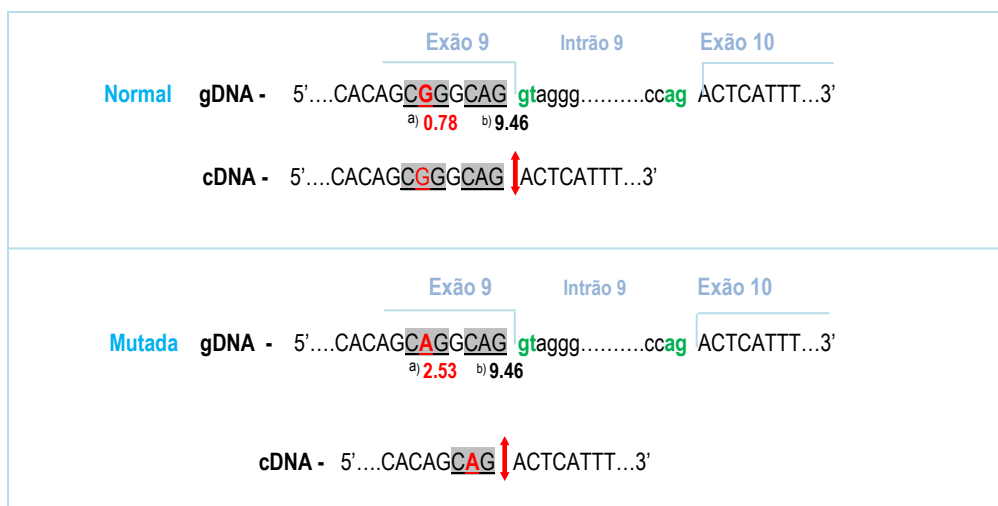 Exão 9 Intrão 9 Exão 10
Normal gDNA - 5’....CACAGCGGGCAG gtaggg..........ccag ACTCATTT...3’
a) 0.78 b) 9.46
cDNA - 5’....CACAGCGGGCAG ACTCATTT...3’
Exão 9 Intrão 9 Exão 10
Mutada gDNA - 5’....CACAGCAGGCAG gtaggg..........ccag ACTCATTT...3’
a) 2.53 b) 9.46
cDNA - 5’....CACAGCAG ACTCATTT...3’